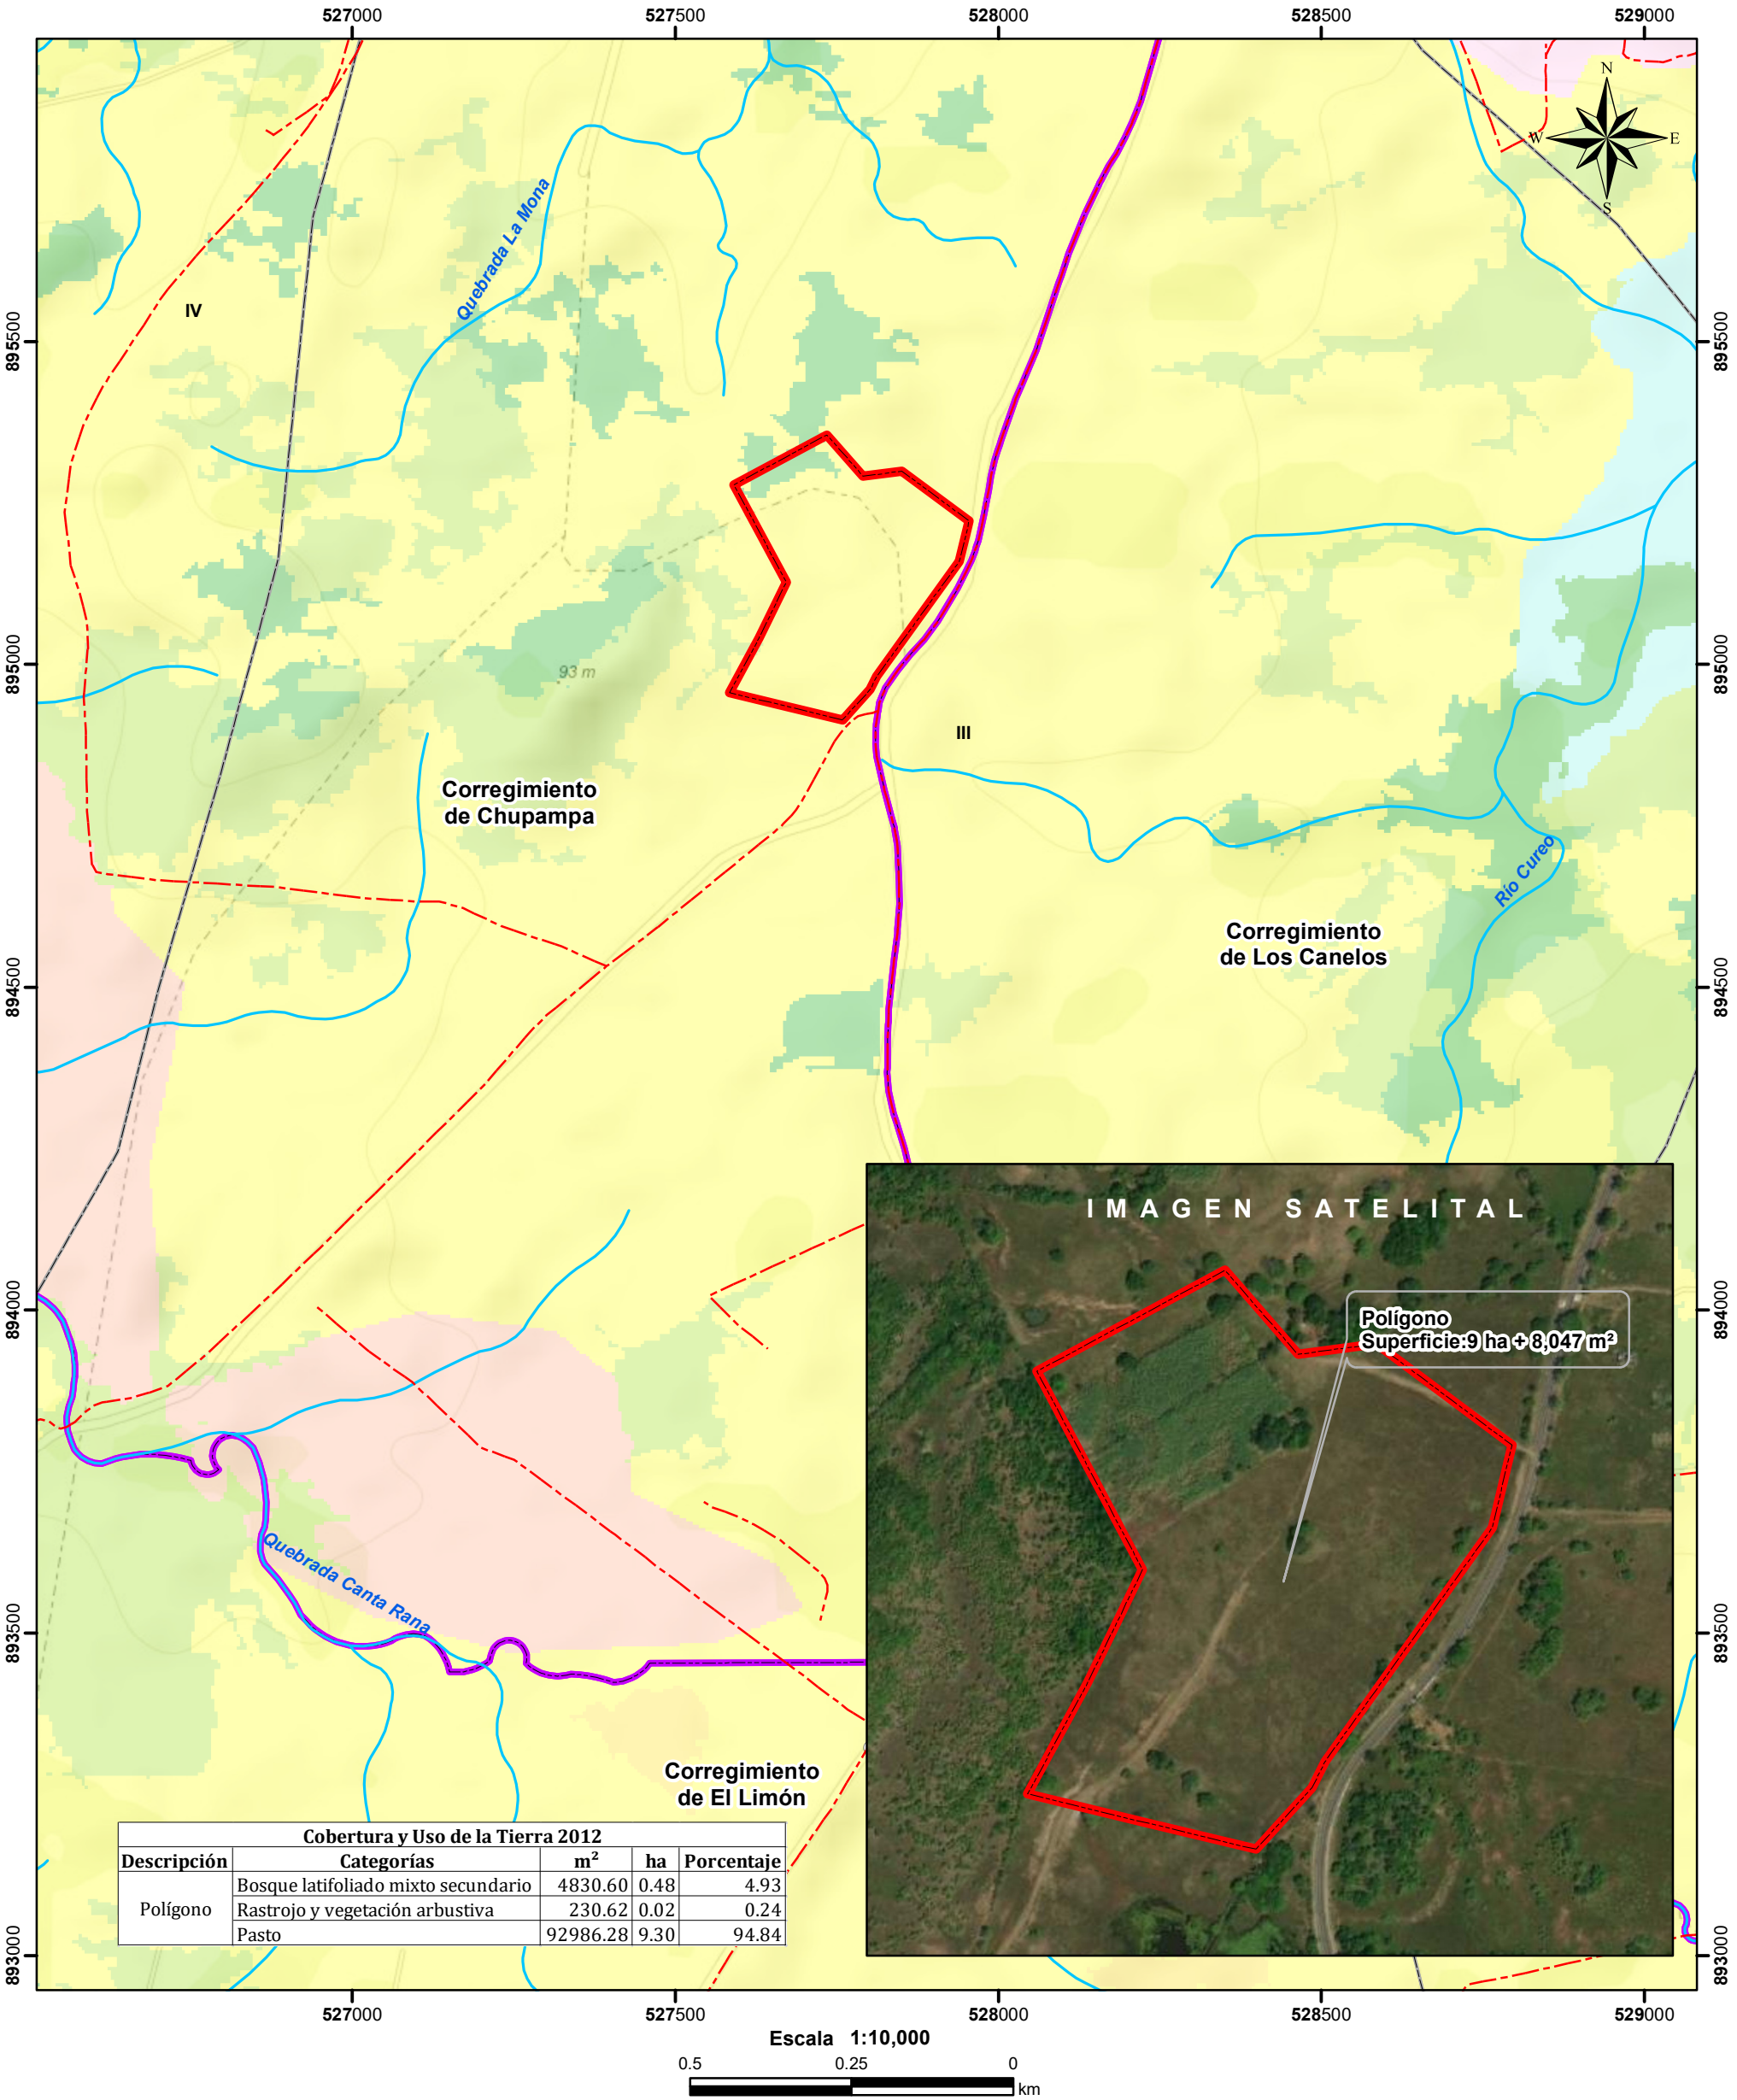 527000 527500 528000 528500 529000
N
W E
S
Quebrada La Mona
IV
895500 895500
895000 895000
93 m
III
Corregimiento
de Chupampa
Río Cureo
Corregimiento
de Los Canelos
894500 894500
IMAGEN SATELITAL
894000 894000
Polígono
Superficie:9 ha + 8,047 m²
Quebrada Canta Rana
893500 893500
Corregimiento
de El Limón
Cobertura y Uso de la Tierra 2012
Descripción Categorías m² ha Porcentaje
Polígono
Bosque latifoliado mixto secundario 4830.60 0.48 4.93
Rastrojo y vegetación arbustiva 230.62 0.02 0.24
Pasto 92986.28 9.30 94.84
893000 893000
527000 527500 528000 528500 529000
Escala 1:10,000
0.5 0.25 0
km